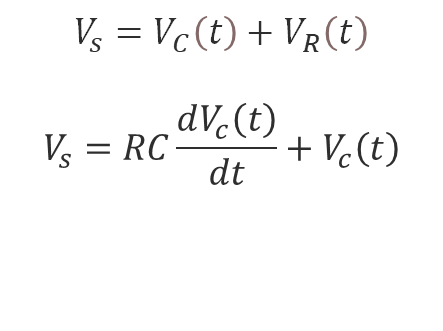 V_s = V_C(t) + V_R(t)
V_s = RC dV_c(t)/dt + V_c(t)